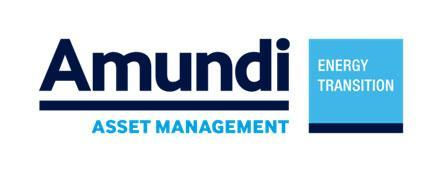 Amundi
ASSET MANAGEMENT
ENERGY
TRANSITION